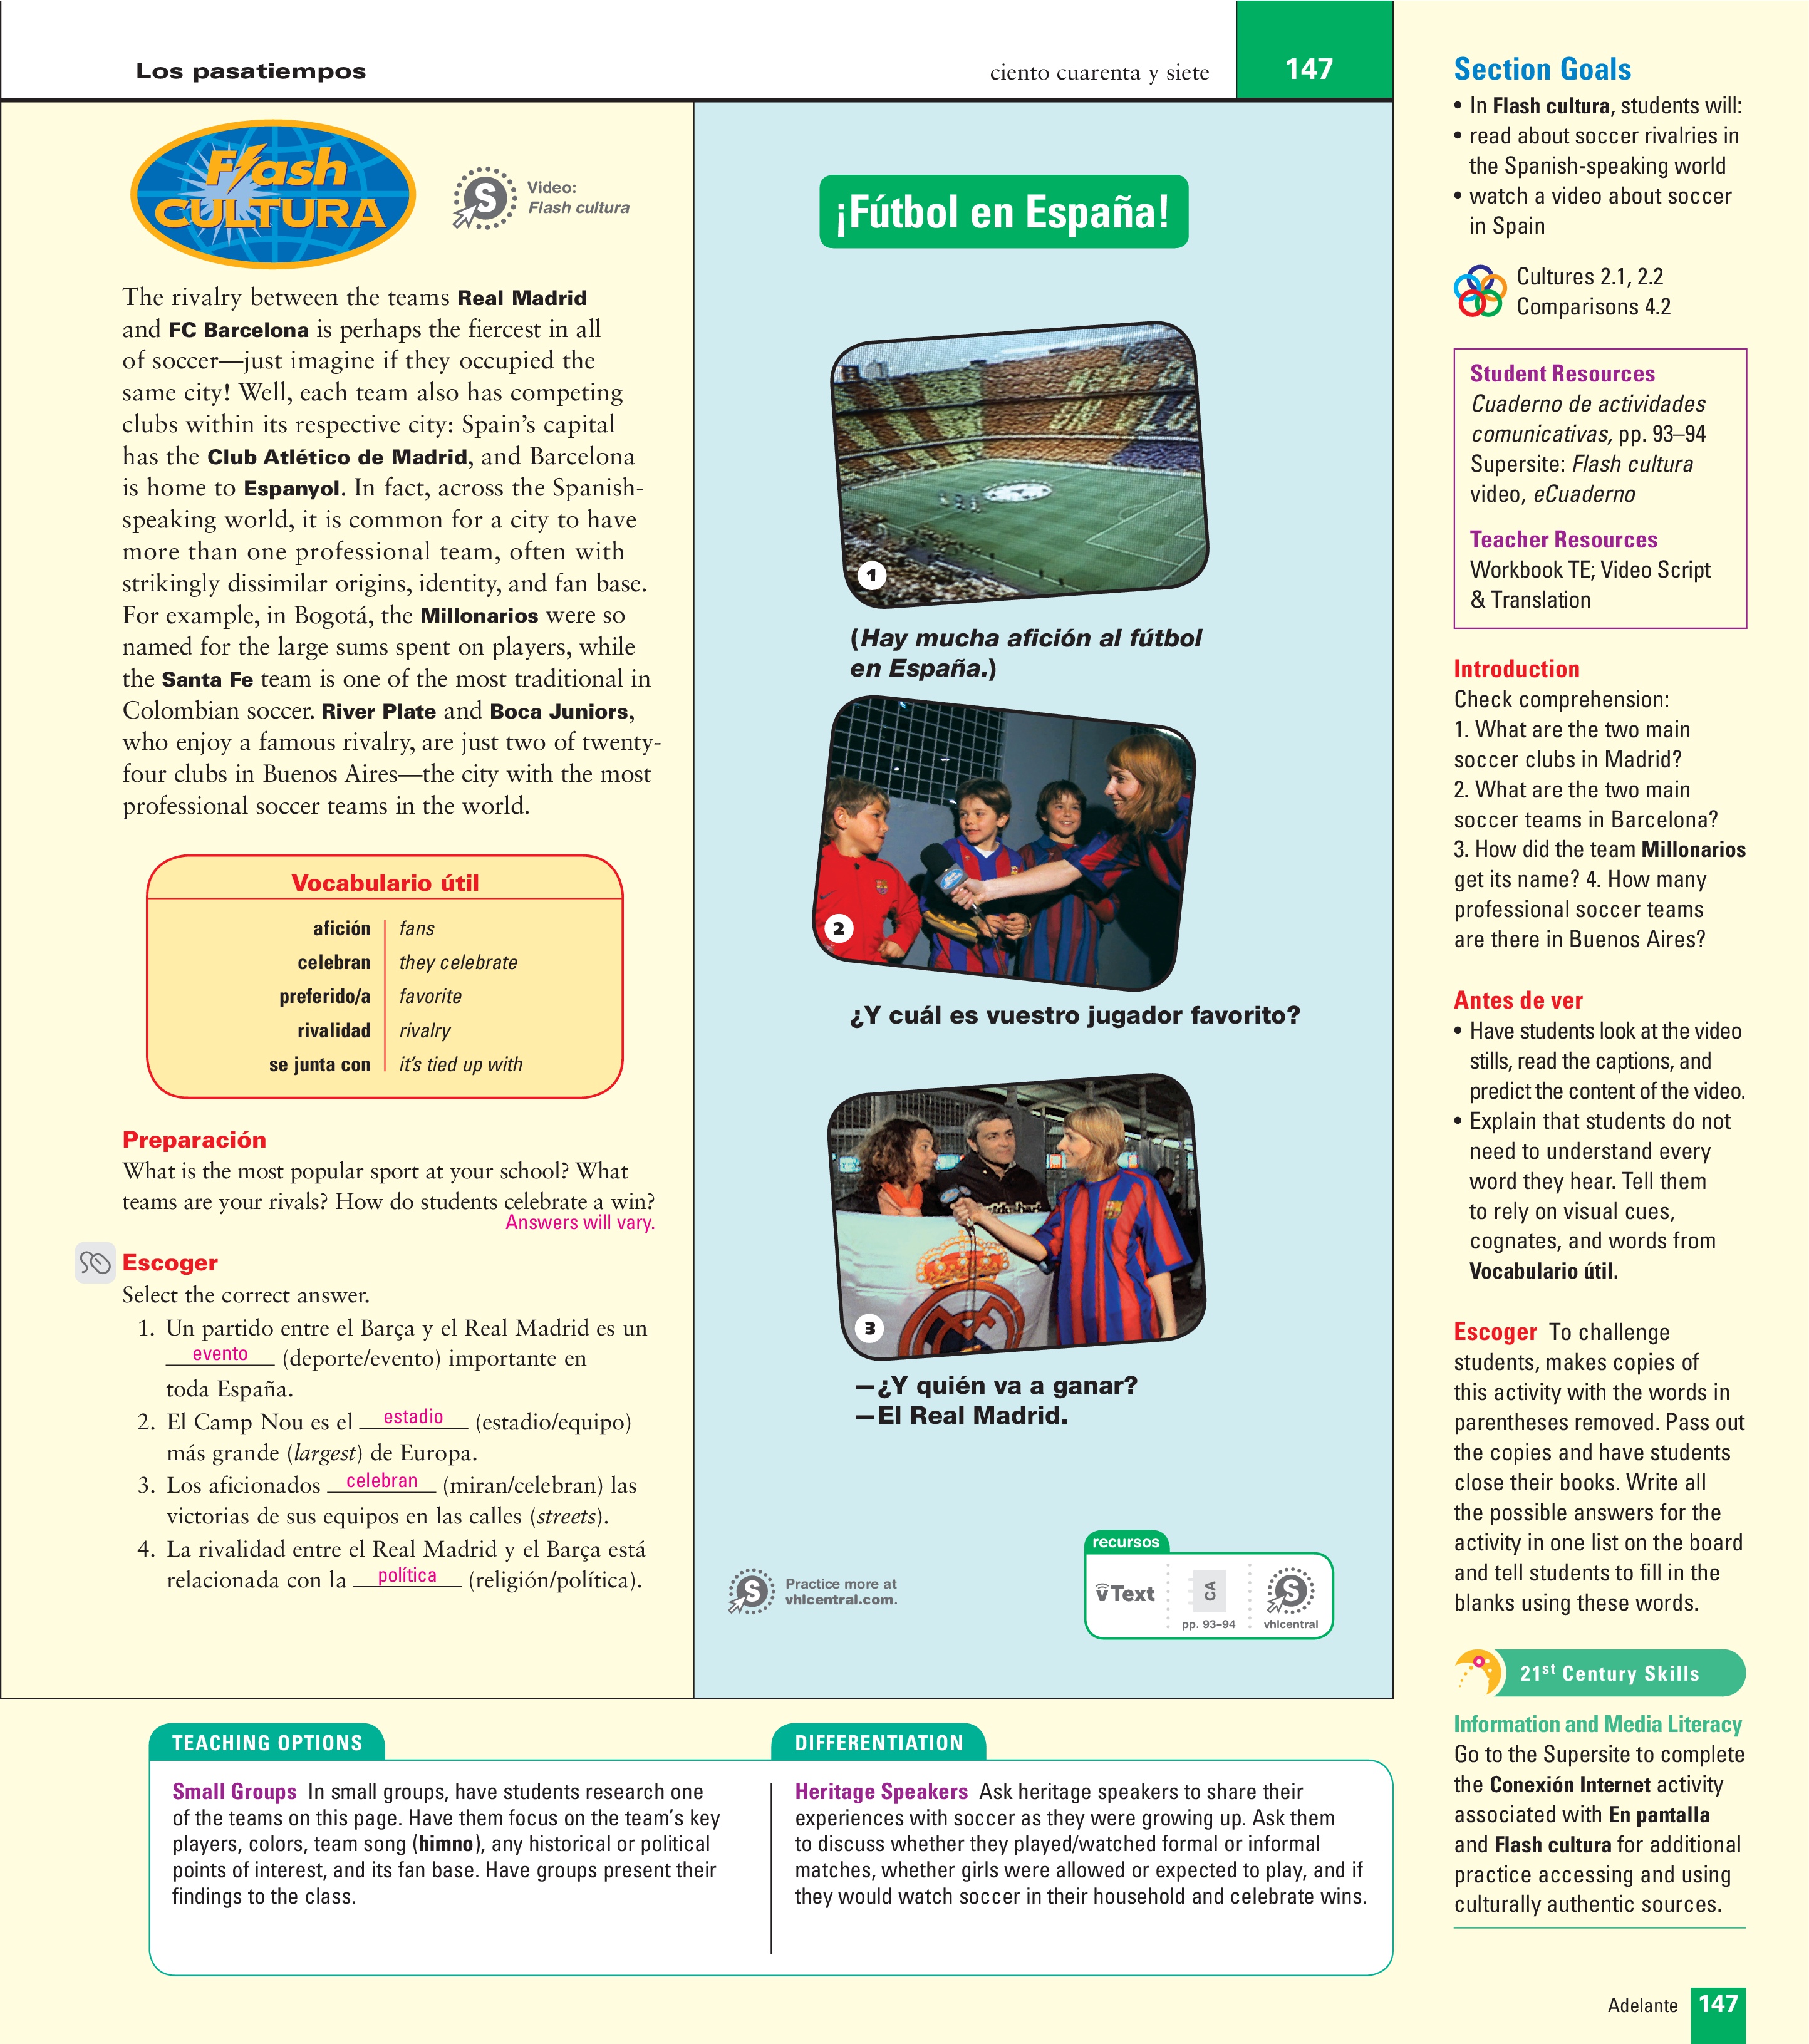 Los pasatiempos
ciento cuarenta y siete
147
Flash
CULTURA
Video:
Flash cultura
The rivalry between the teams Real Madrid
and FC Barcelona is perhaps the fiercest in all
of soccer—just imagine if they occupied the
same city! Well, each team also has competing
clubs within its respective city: Spain's capital
has the Club Atlético de Madrid, and Barcelona
is home to Espanyol. In fact, across the Spanish-
speaking world, it is common for a city to have
more than one professional team, often with
strikingly dissimilar origins, identity, and fan base.
For example, in Bogotá, the Millonarios were so
named for the large sums spent on players, while
the Santa Fe team is one of the most traditional in
Colombian soccer. River Plate and Boca Juniors,
who enjoy a famous rivalry, are just two of twenty-
four clubs in Buenos Aires—the city with the most
professional soccer teams in the world.
Vocabulario útil
afición fans
celebran they celebrate
preferido/a favorite
rivalidad rivalry
se junta con it's tied up with
Preparación
What is the most popular sport at your school? What
teams are your rivals? How do students celebrate a win?
Answers will vary.
Escoger
Select the correct answer.
1. Un partido entre el Barça y el Real Madrid es un
evento (deporte/evento) importante en
toda España.
2. El Camp Nou es el estadio (estadio/equipo)
más grande (largest) de Europa.
3. Los aficionados celebran (miran/celebran) las
victorias de sus equipos en las calles (streets).
4. La rivalidad entre el Real Madrid y el Barça está
relacionada con la política (religión/política).
¡Fútbol en España!
1
(Hay mucha afición al fútbol
en España.)
2
¿Y cuál es vuestro jugador favorito?
3
—¿Y quién va a ganar?
—El Real Madrid.
S
Practice more at
vhlcentral.com.
recursos
vText
CA
pp. 93–94
S
vhlcentral
Section Goals
• In Flash cultura, students will:
• read about soccer rivalries in
the Spanish-speaking world
• watch a video about soccer
in Spain
Cultures 2.1, 2.2
Comparisons 4.2
Student Resources
Cuaderno de actividades
comunicativas, pp. 93–94
Supersite: Flash cultura
video, eCuaderno
Teacher Resources
Workbook TE; Video Script
& Translation
Introduction
Check comprehension:
1. What are the two main
soccer clubs in Madrid?
2. What are the two main
soccer teams in Barcelona?
3. How did the team Millonarios
get its name? 4. How many
professional soccer teams
are there in Buenos Aires?
Antes de ver
• Have students look at the video
stills, read the captions, and
predict the content of the video.
• Explain that students do not
need to understand every
word they hear. Tell them
to rely on visual cues,
cognates, and words from
Vocabulario útil.
Escoger To challenge
students, makes copies of
this activity with the words in
parentheses removed. Pass out
the copies and have students
close their books. Write all
the possible answers for the
activity in one list on the board
and tell students to fill in the
blanks using these words.
21st Century Skills
Information and Media Literacy
Go to the Supersite to complete
the Conexión Internet activity
associated with En pantalla
and Flash cultura for additional
practice accessing and using
culturally authentic sources.
TEACHING OPTIONS
Small Groups In small groups, have students research one
of the teams on this page. Have them focus on the team's key
players, colors, team song (himno), any historical or political
points of interest, and its fan base. Have groups present their
findings to the class.
DIFFERENTIATION
Heritage Speakers Ask heritage speakers to share their
experiences with soccer as they were growing up. Ask them
to discuss whether they played/watched formal or informal
matches, whether girls were allowed or expected to play, and if
they would watch soccer in their household and celebrate wins.
Adelante 147